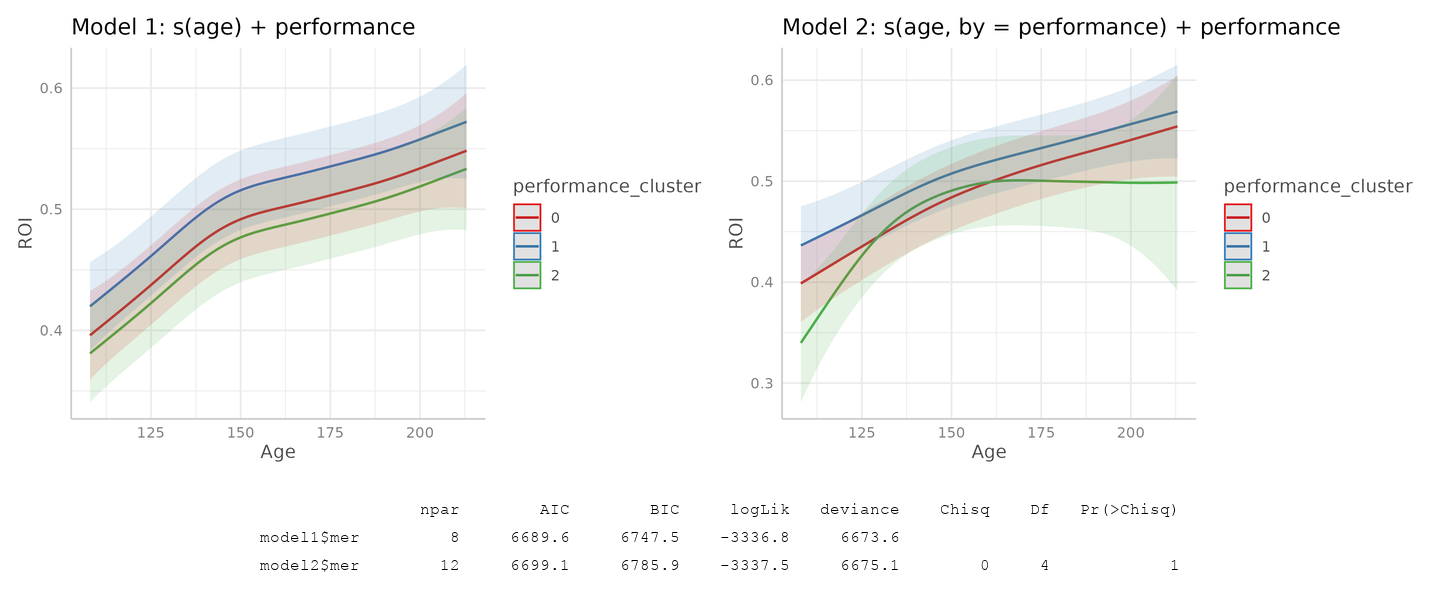 Model 1: s(age) + performance
0.6
0.5
0.4
ROI
125 150 175 200
Age
performance_cluster
0
1
2
Model 2: s(age, by = performance) + performance
0.6
0.5
0.4
0.3
ROI
125 150 175 200
Age
performance_cluster
0
1
2
npar AIC BIC logLik deviance Chisq Df Pr(>Chisq)
model1$mer 8 6689.6 6747.5 -3336.8 6673.6
model2$mer 12 6699.1 6785.9 -3337.5 6675.1 0 4 1